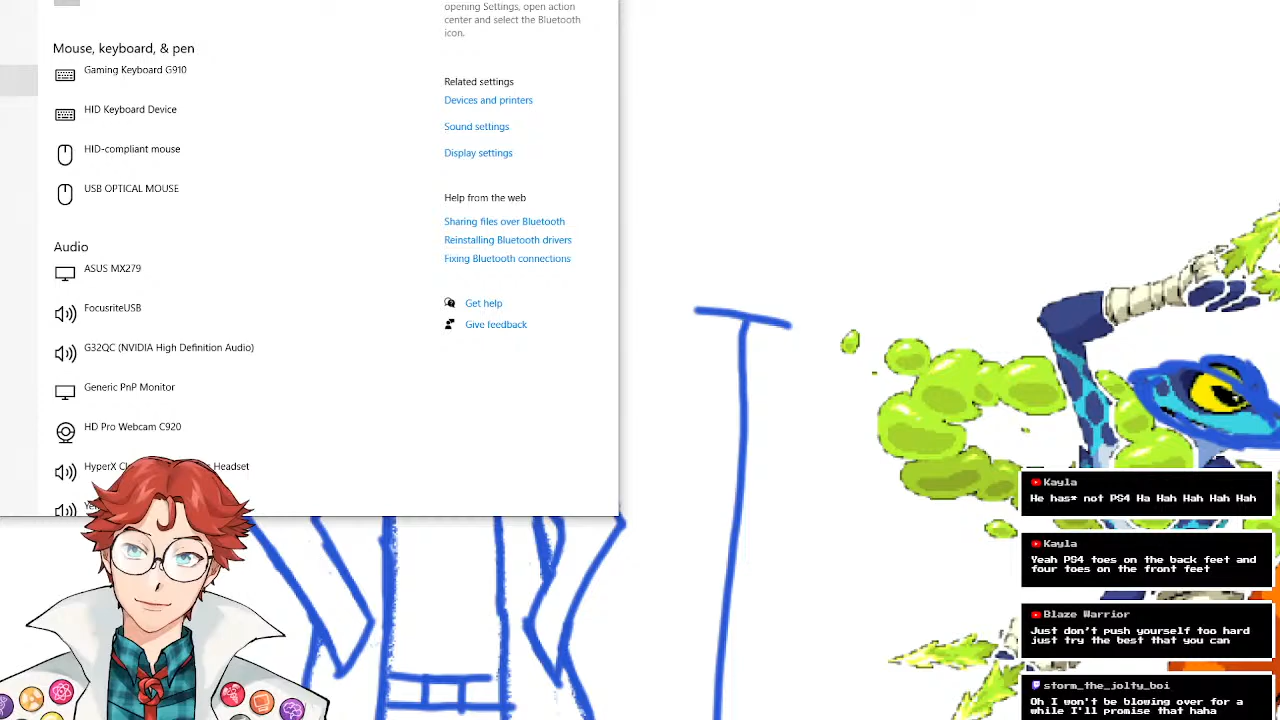 opening Settings, open action
center and select the Bluetooth
icon.
Mouse, keyboard, & pen
Gaming Keyboard G910
HID Keyboard Device
HID-compliant mouse
USB OPTICAL MOUSE
Audio
ASUS MX279
FocusriteUSB
G32QC (NVIDIA High Definition Audio)
Generic PnP Monitor
HD Pro Webcam C920
HyperX Headset
Related settings
Devices and printers
Sound settings
Display settings
Help from the web
Sharing files over Bluetooth
Reinstalling Bluetooth drivers
Fixing Bluetooth connections
Get help
Give feedback
Kayla
He has* not PS4 Ha Hah Hah Hah Hah
Kayla
Yeah PS4 toes on the back feet and
four toes on the front feet
Blaze Warrior
Just don't push yourself too hard
just try the best that you can
storm_the_jolty_boi
Oh I won't be blowing over for a
while I'll promise that haha